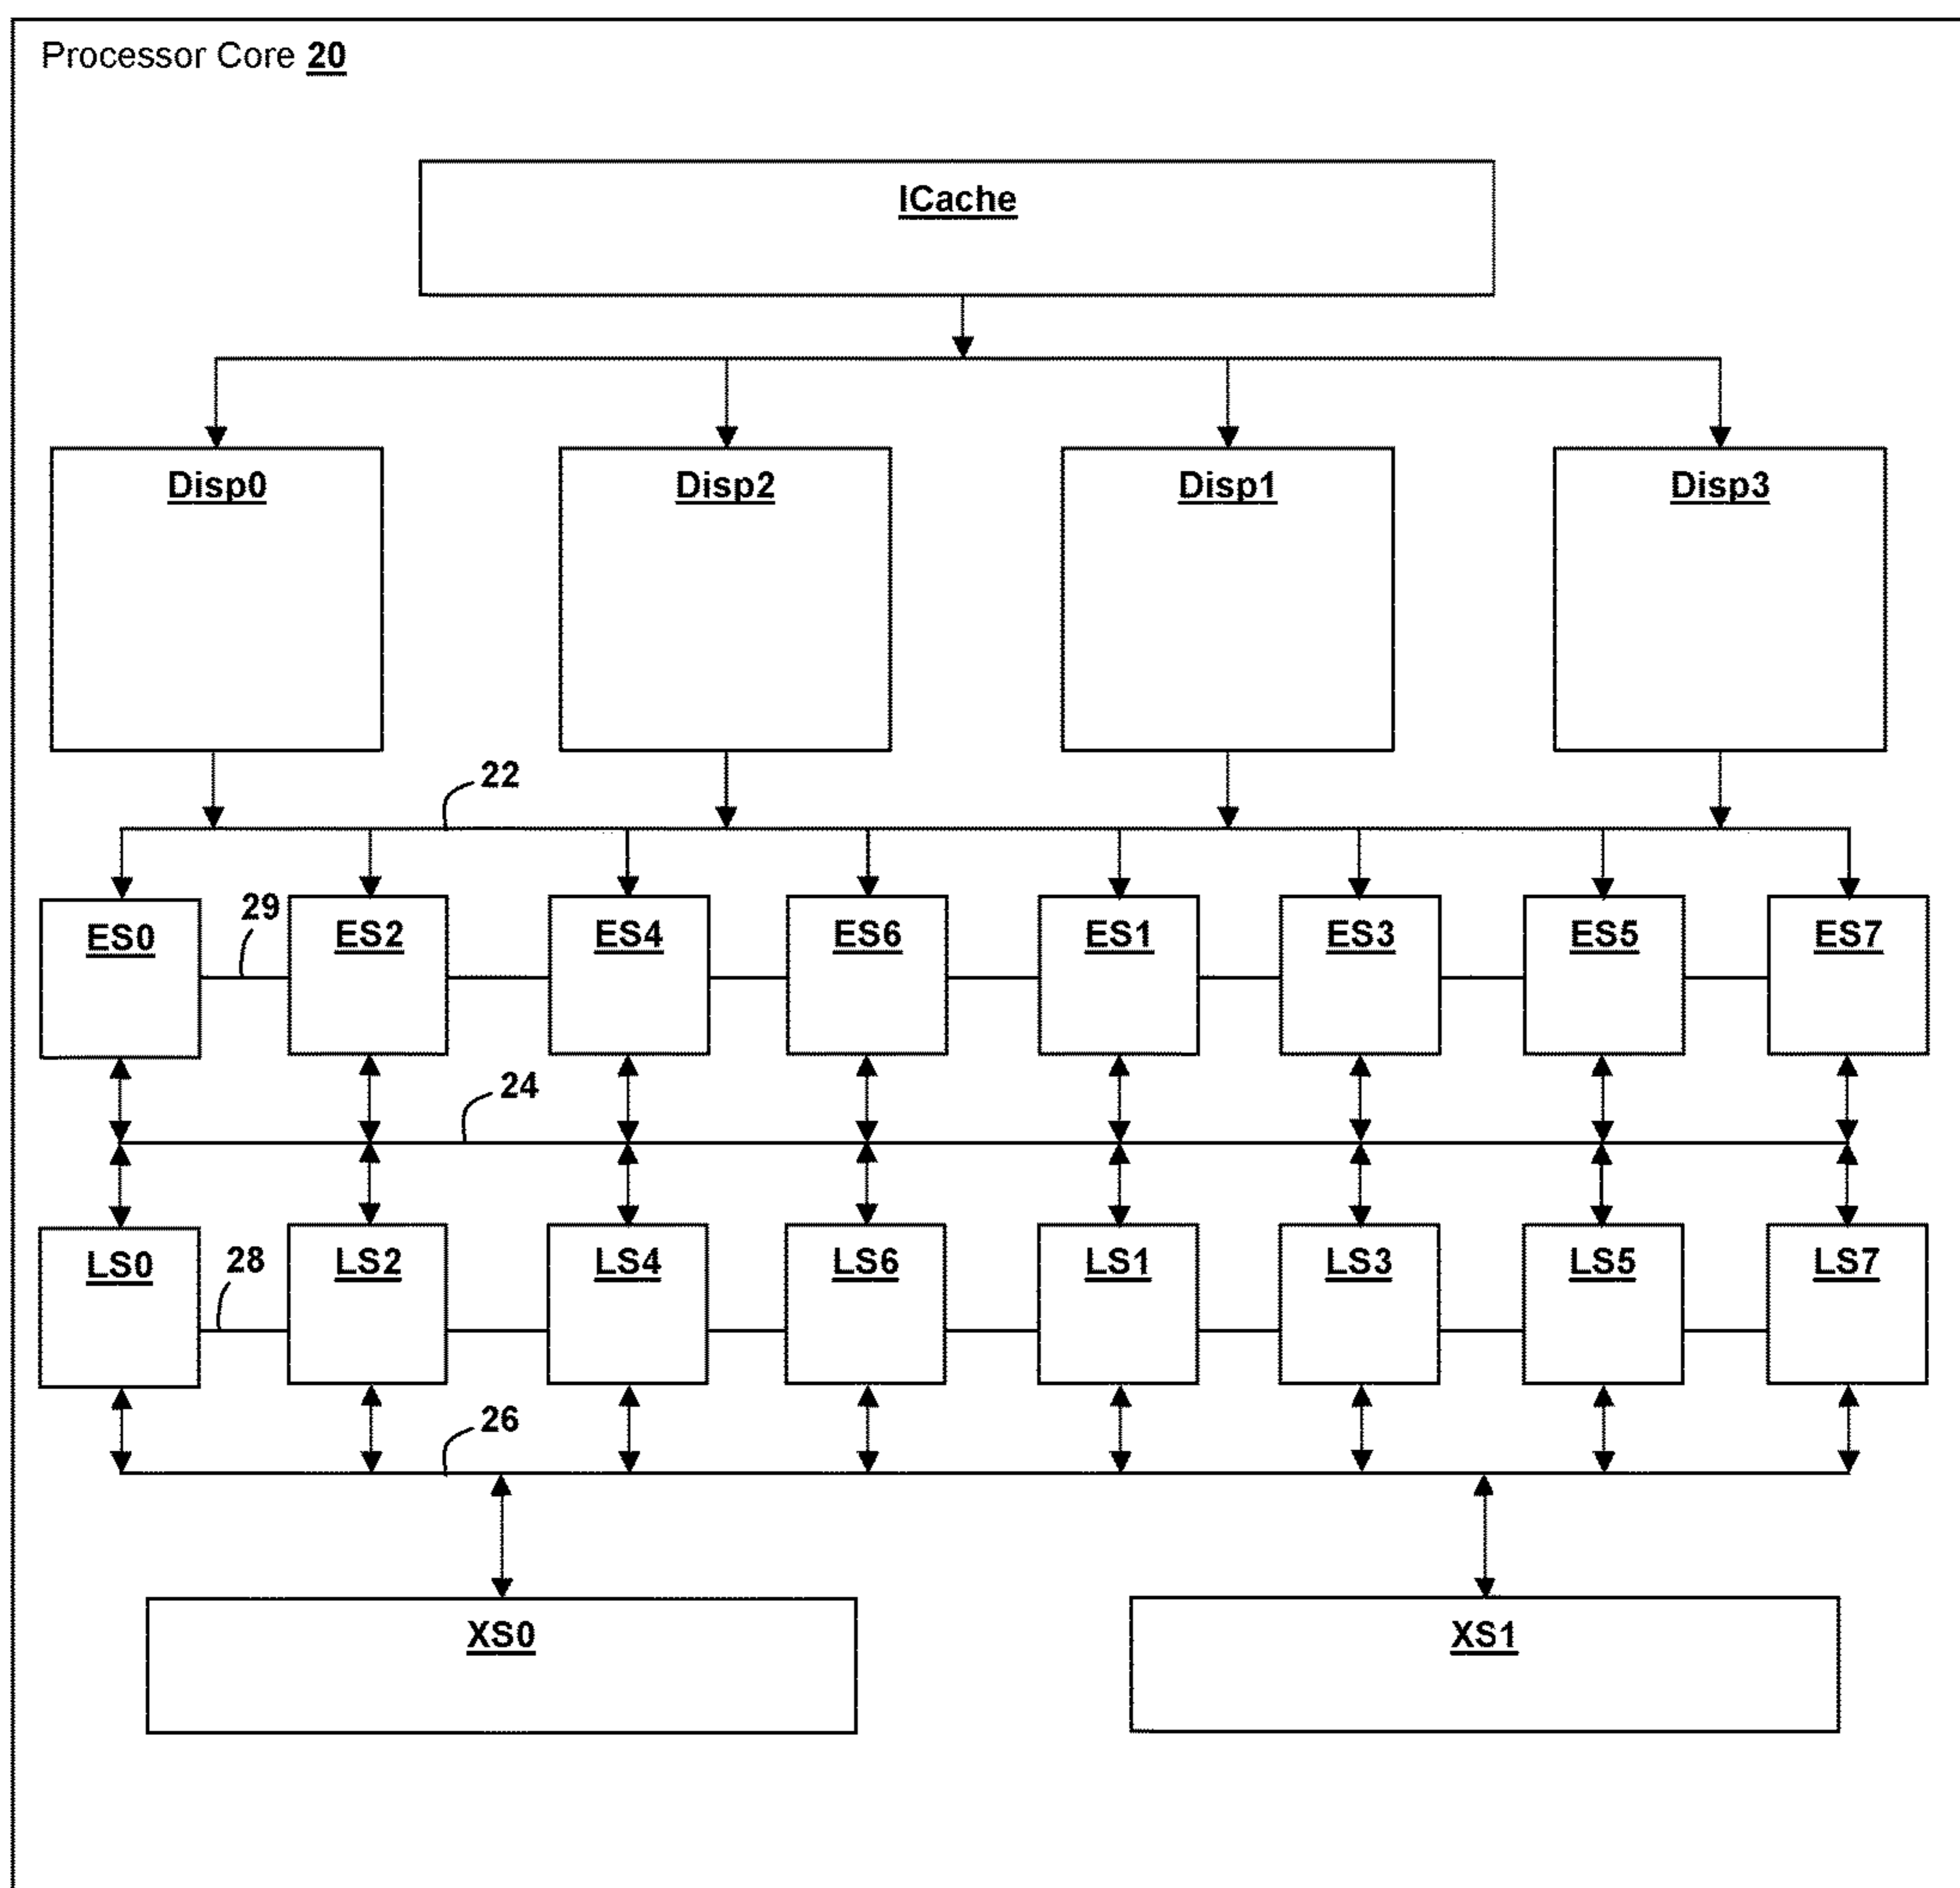 Processor Core 20
ICache
Disp0 Disp2 Disp1 Disp3
22
29
ES0 ES2 ES4 ES6 ES1 ES3 ES5 ES7
24
28
LS0 LS2 LS4 LS6 LS1 LS3 LS5 LS7
26
XS0 XS1